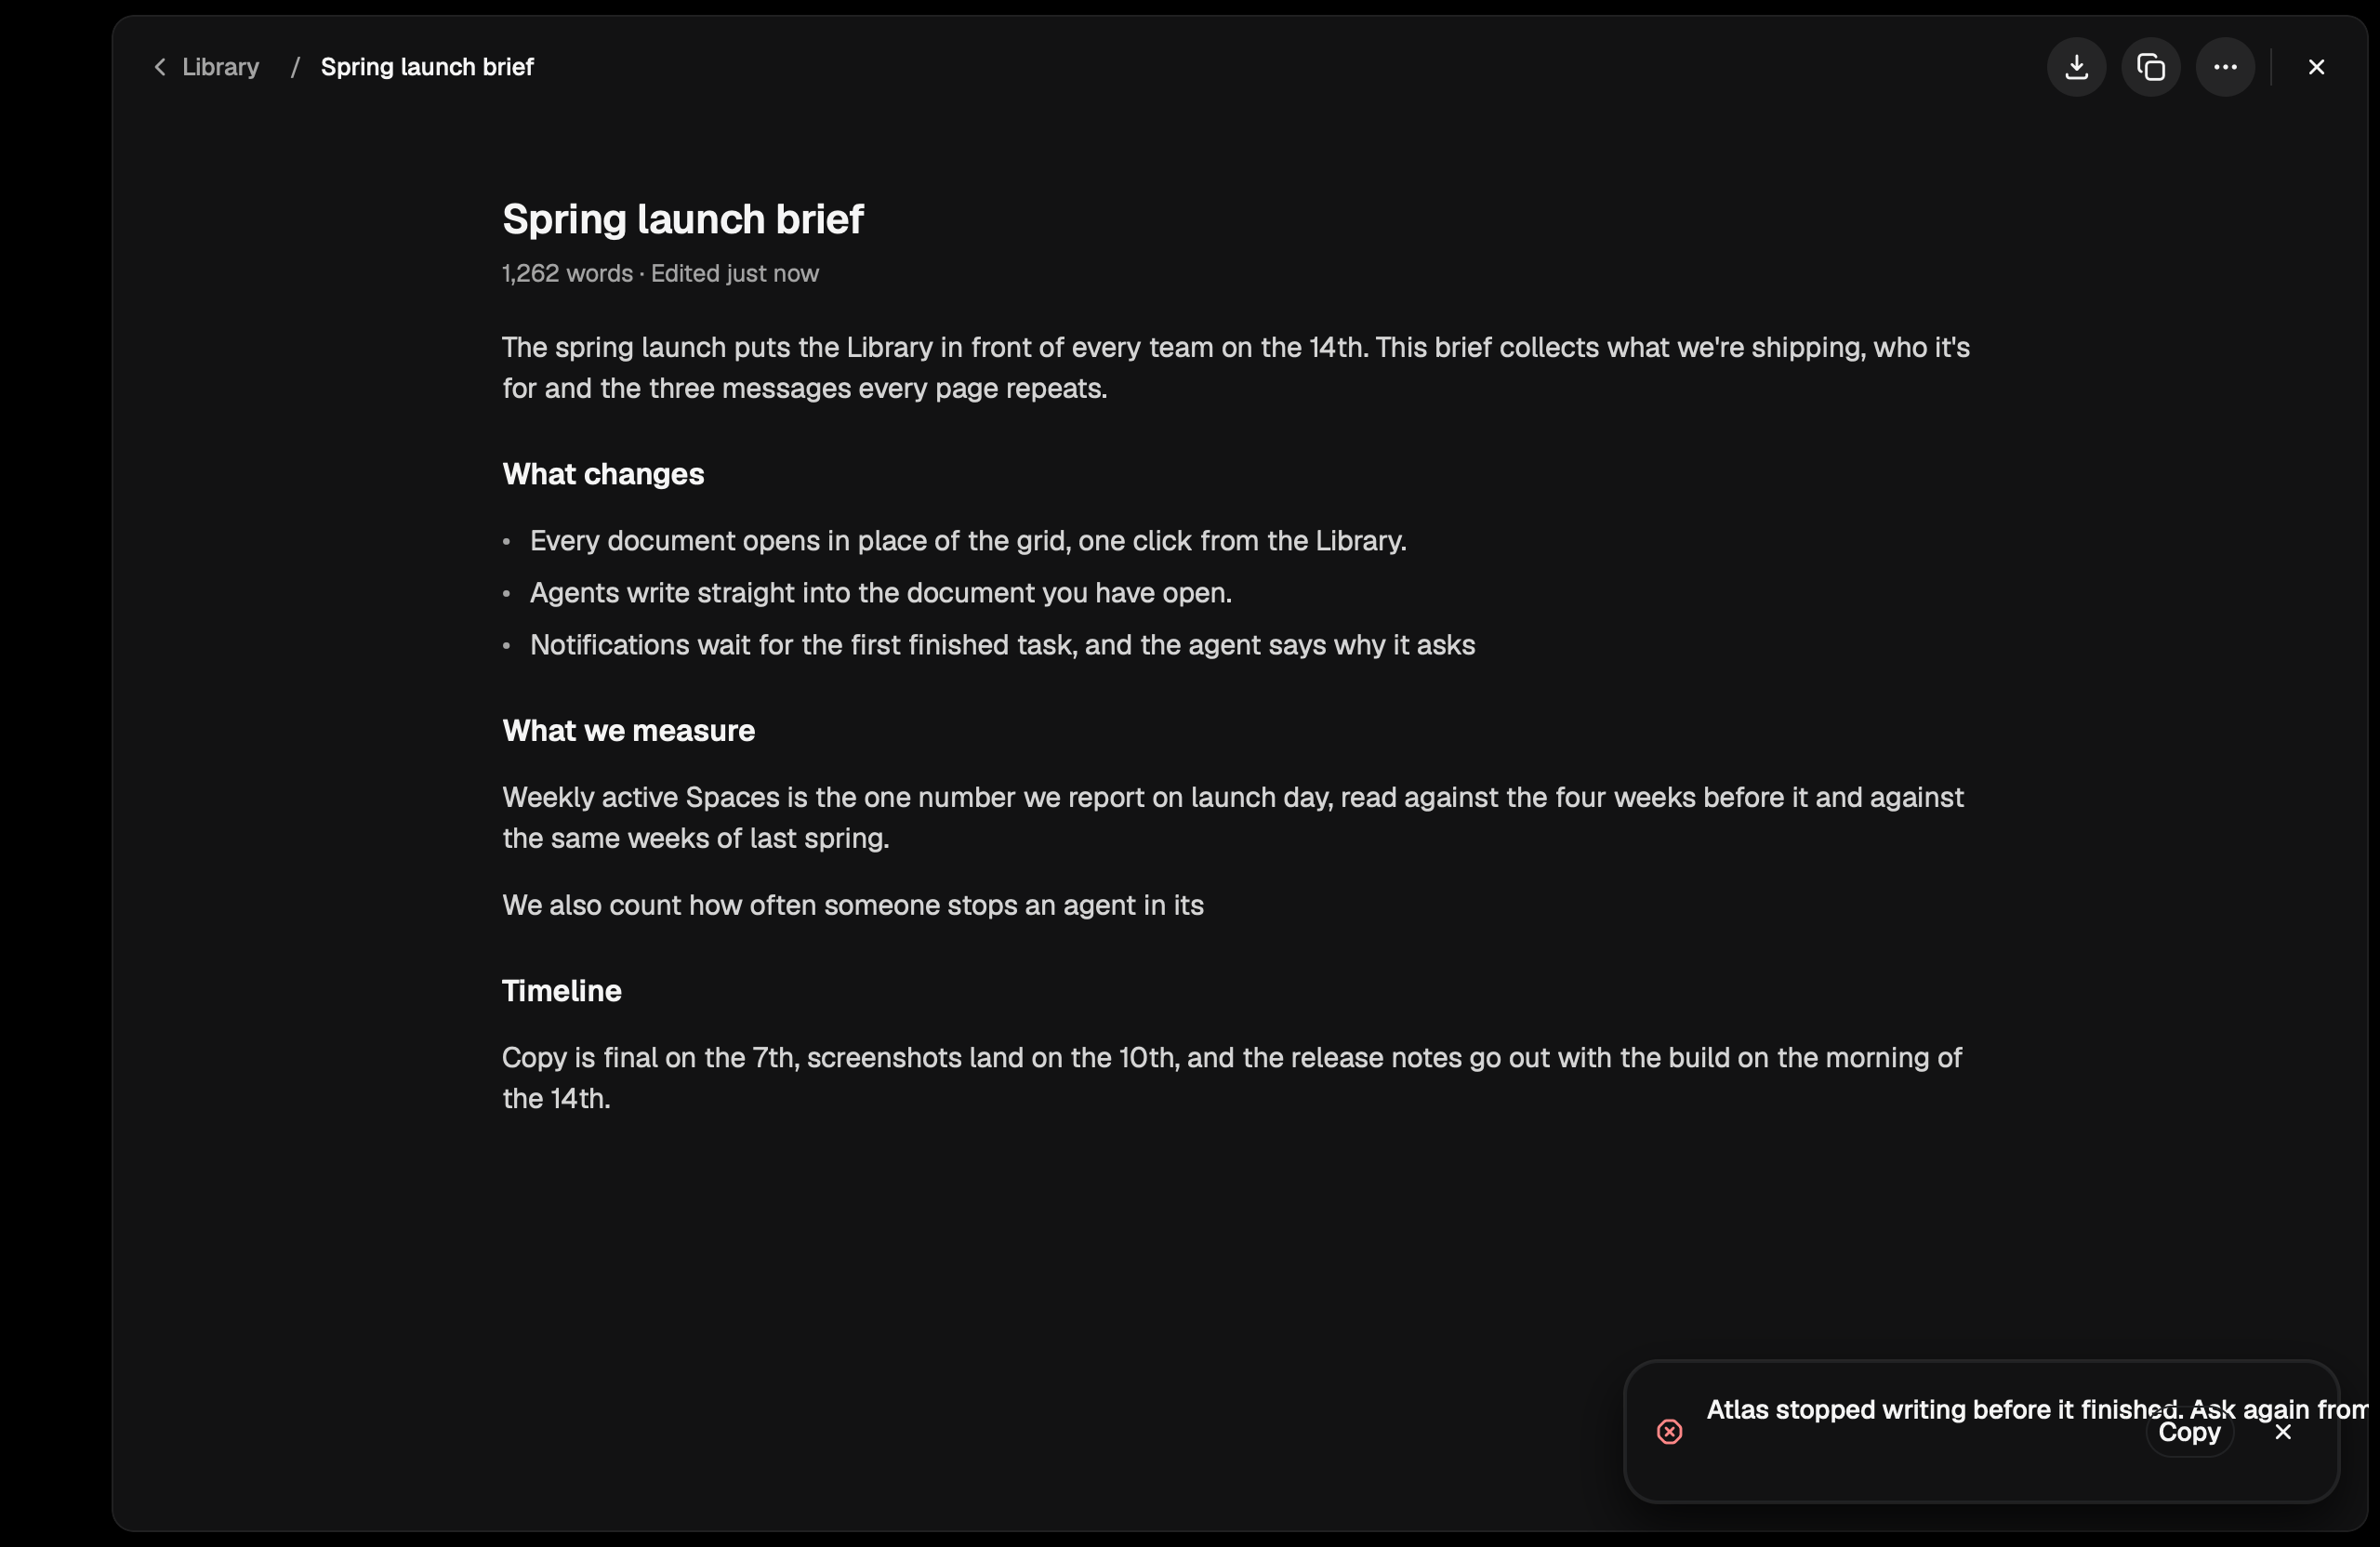 Library / Spring launch brief
Spring launch brief
1,262 words · Edited just now
The spring launch puts the Library in front of every team on the 14th. This brief collects what we're shipping, who it's
for and the three messages every page repeats.
What changes
• Every document opens in place of the grid, one click from the Library.
• Agents write straight into the document you have open.
• Notifications wait for the first finished task, and the agent says why it asks
What we measure
Weekly active Spaces is the one number we report on launch day, read against the four weeks before it and against
the same weeks of last spring.
We also count how often someone stops an agent in its
Timeline
Copy is final on the 7th, screenshots land on the 10th, and the release notes go out with the build on the morning of
the 14th.
Atlas stopped writing before it finished. Ask again from
Copy